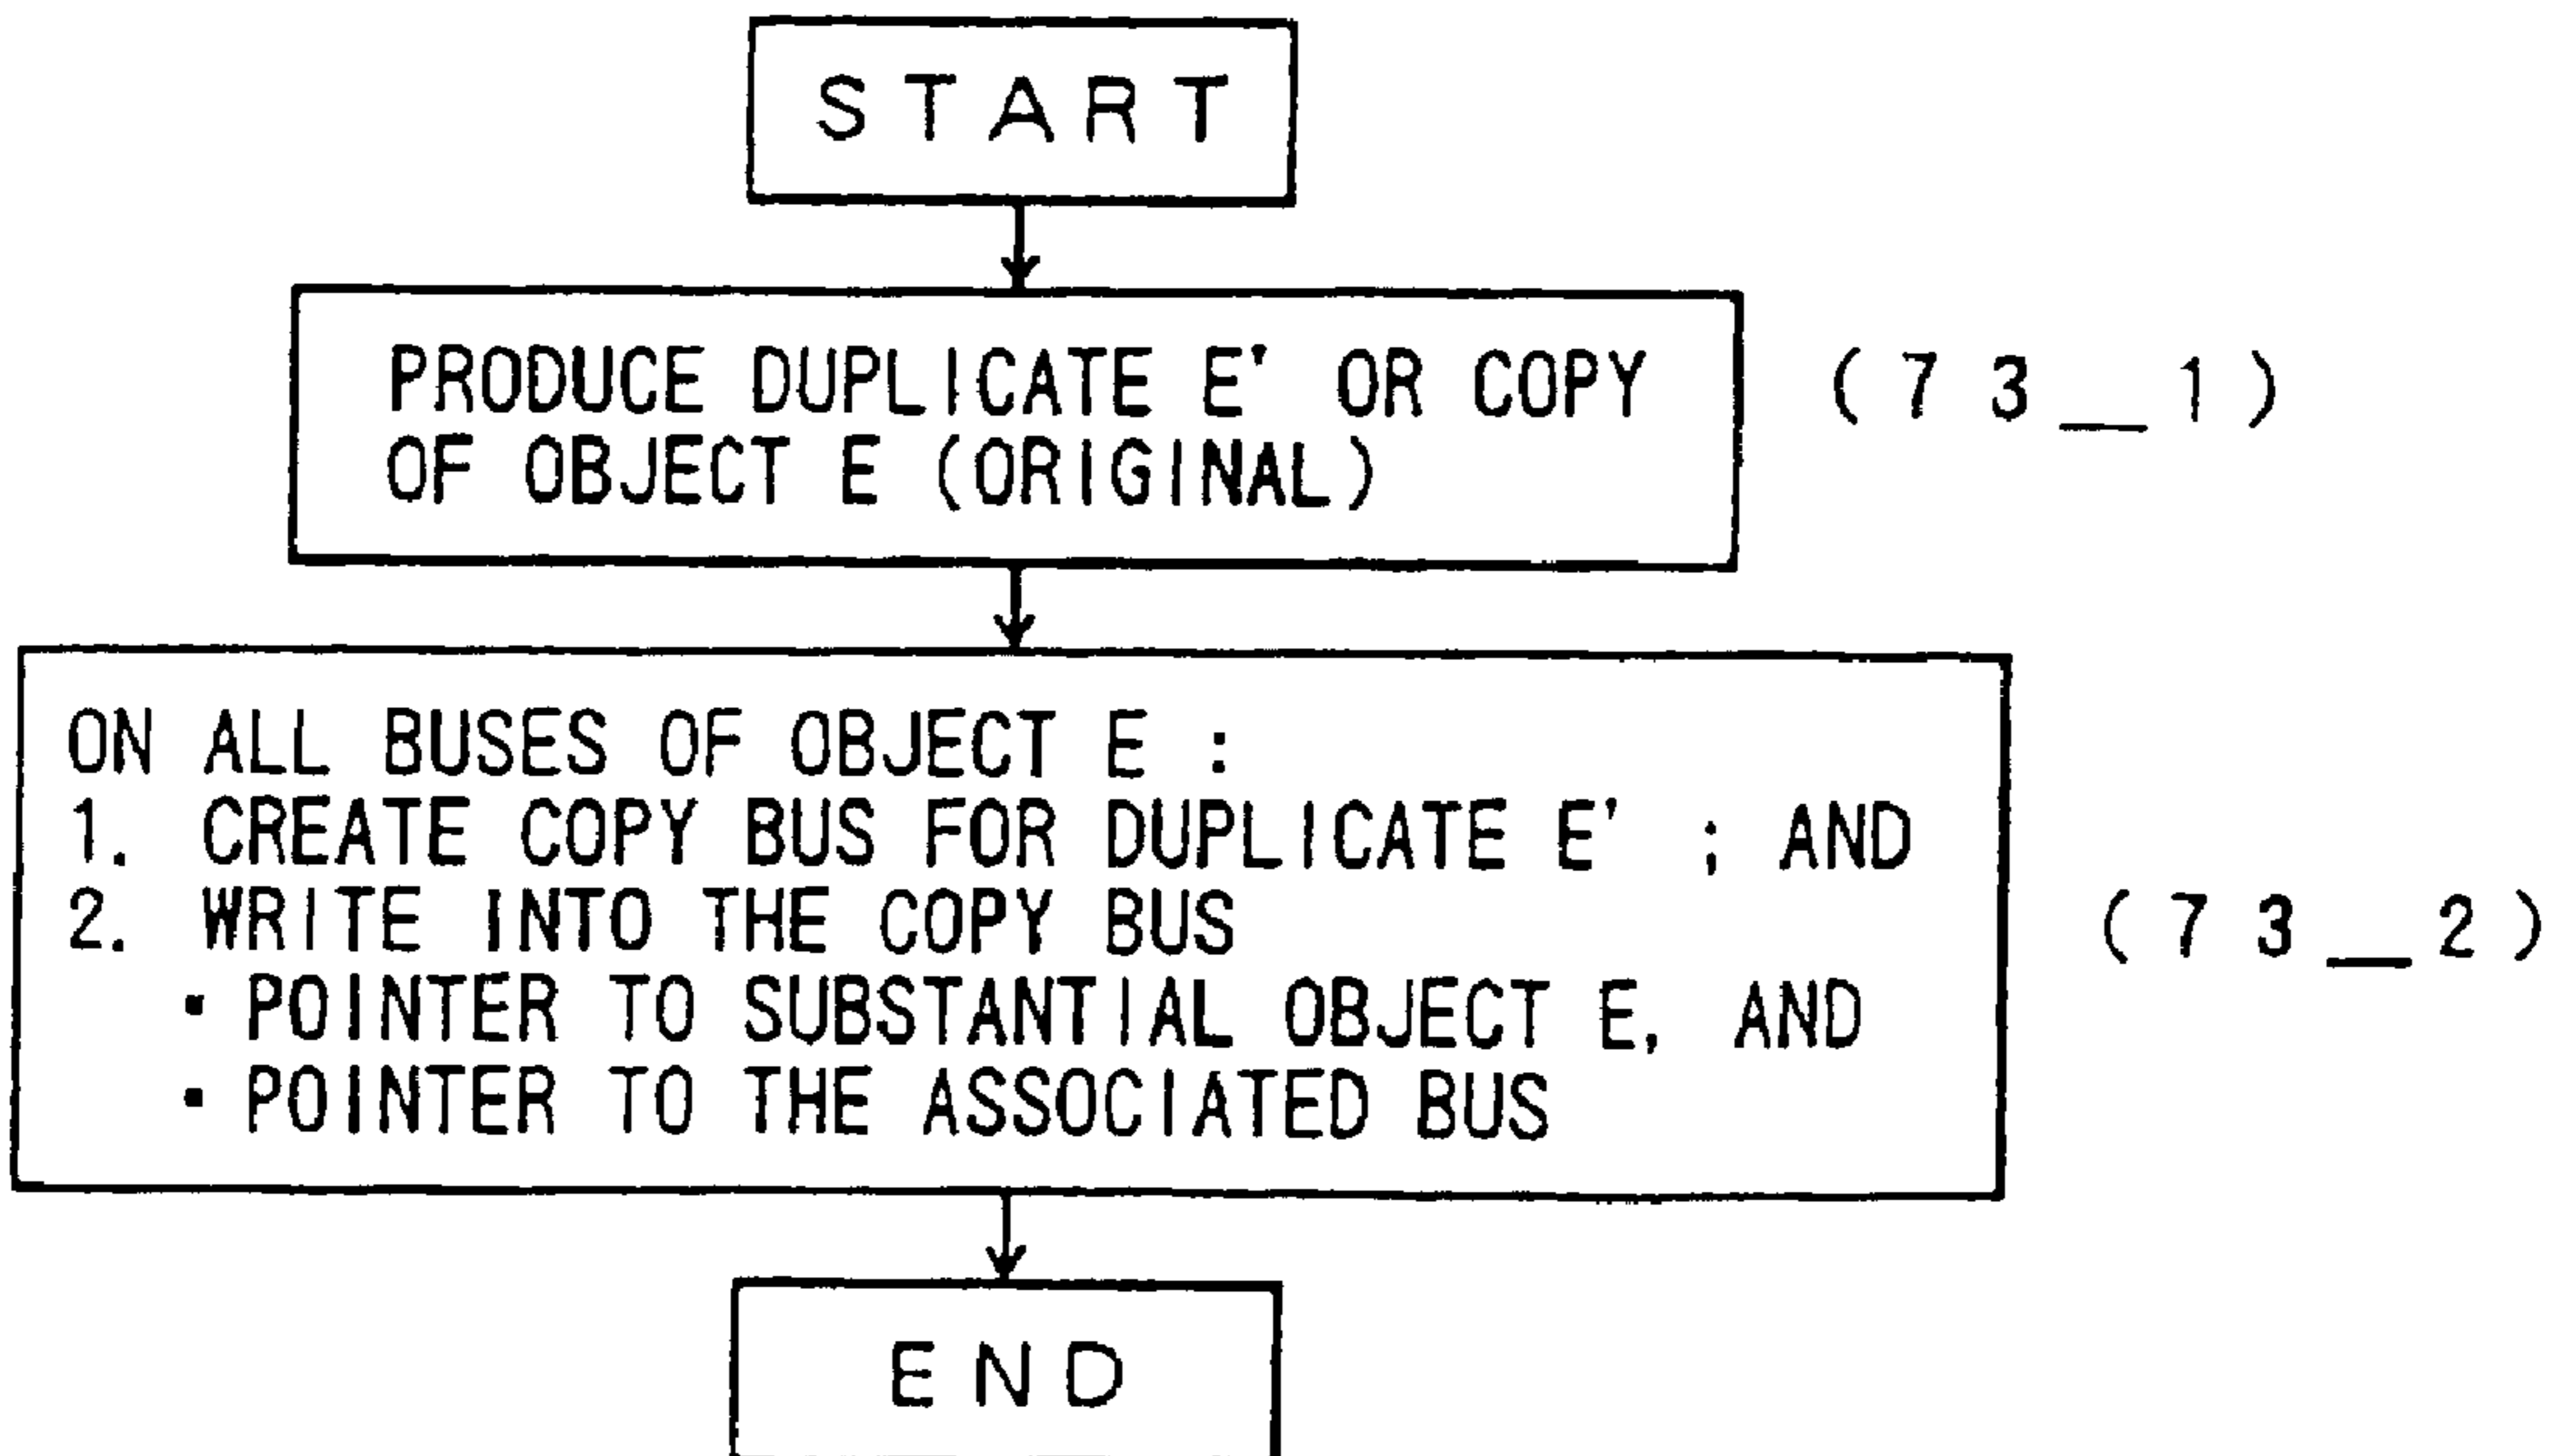 START
PRODUCE DUPLICATE E' OR COPY
OF OBJECT E (ORIGINAL)
(73_1)
ON ALL BUSES OF OBJECT E :
1. CREATE COPY BUS FOR DUPLICATE E' ; AND
2. WRITE INTO THE COPY BUS
(73_2)
・POINTER TO SUBSTANTIAL OBJECT E, AND
・POINTER TO THE ASSOCIATED BUS
END